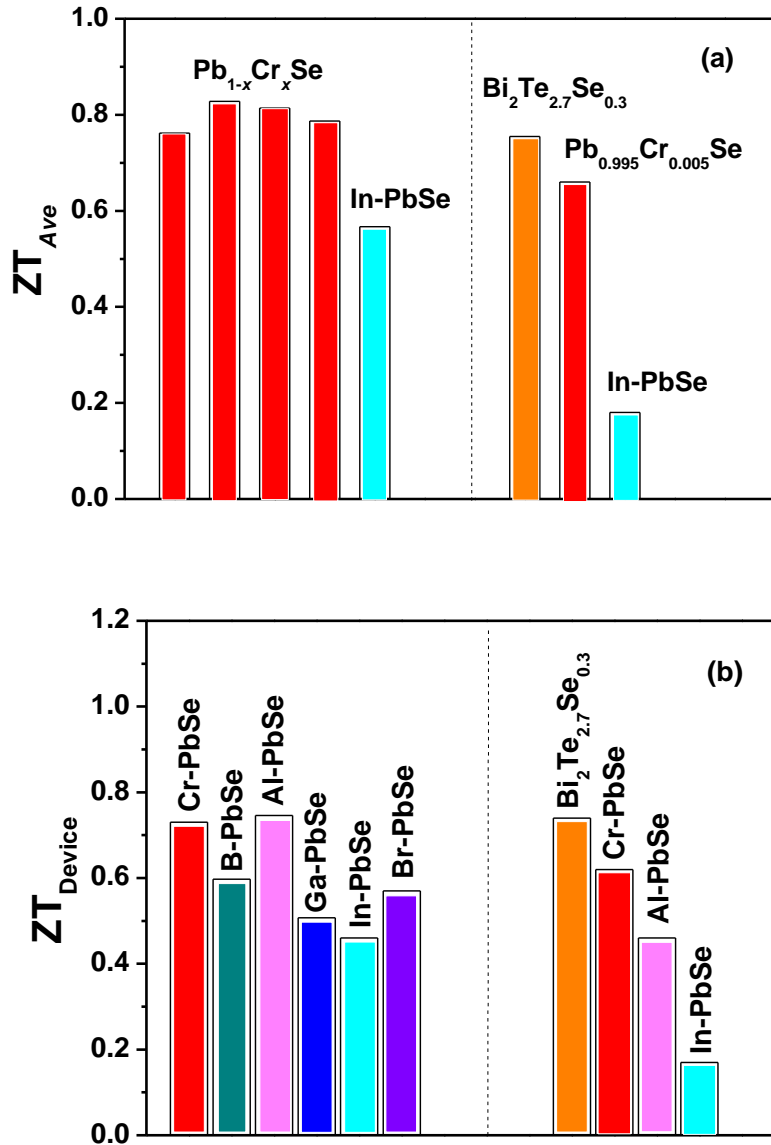 1.0
0.8
0.6
0.4
0.2
0.0
ZT Ave
Pb1-xCrxSe
In-PbSe
(a)
Bi2Te2.7Se0.3
Pb0.995Cr0.005Se
In-PbSe
1.2
1.0
0.8
0.6
0.4
0.2
0.0
ZTDevice
Cr-PbSe
B-PbSe
Al-PbSe
Ga-PbSe
In-PbSe
Br-PbSe
(b)
Bi2Te2.7Se0.3
Cr-PbSe
Al-PbSe
In-PbSe